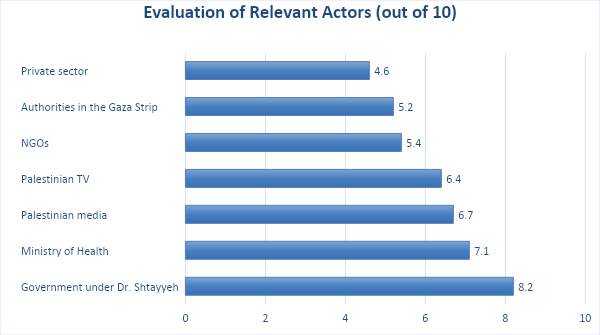 Evaluation of Relevant Actors (out of 10)
Private sector 4.6
Authorities in the Gaza Strip 5.2
NGOs 5.4
Palestinian TV 6.4
Palestinian media 6.7
Ministry of Health 7.1
Government under Dr. Shtayyeh 8.2
0 2 4 6 8 10